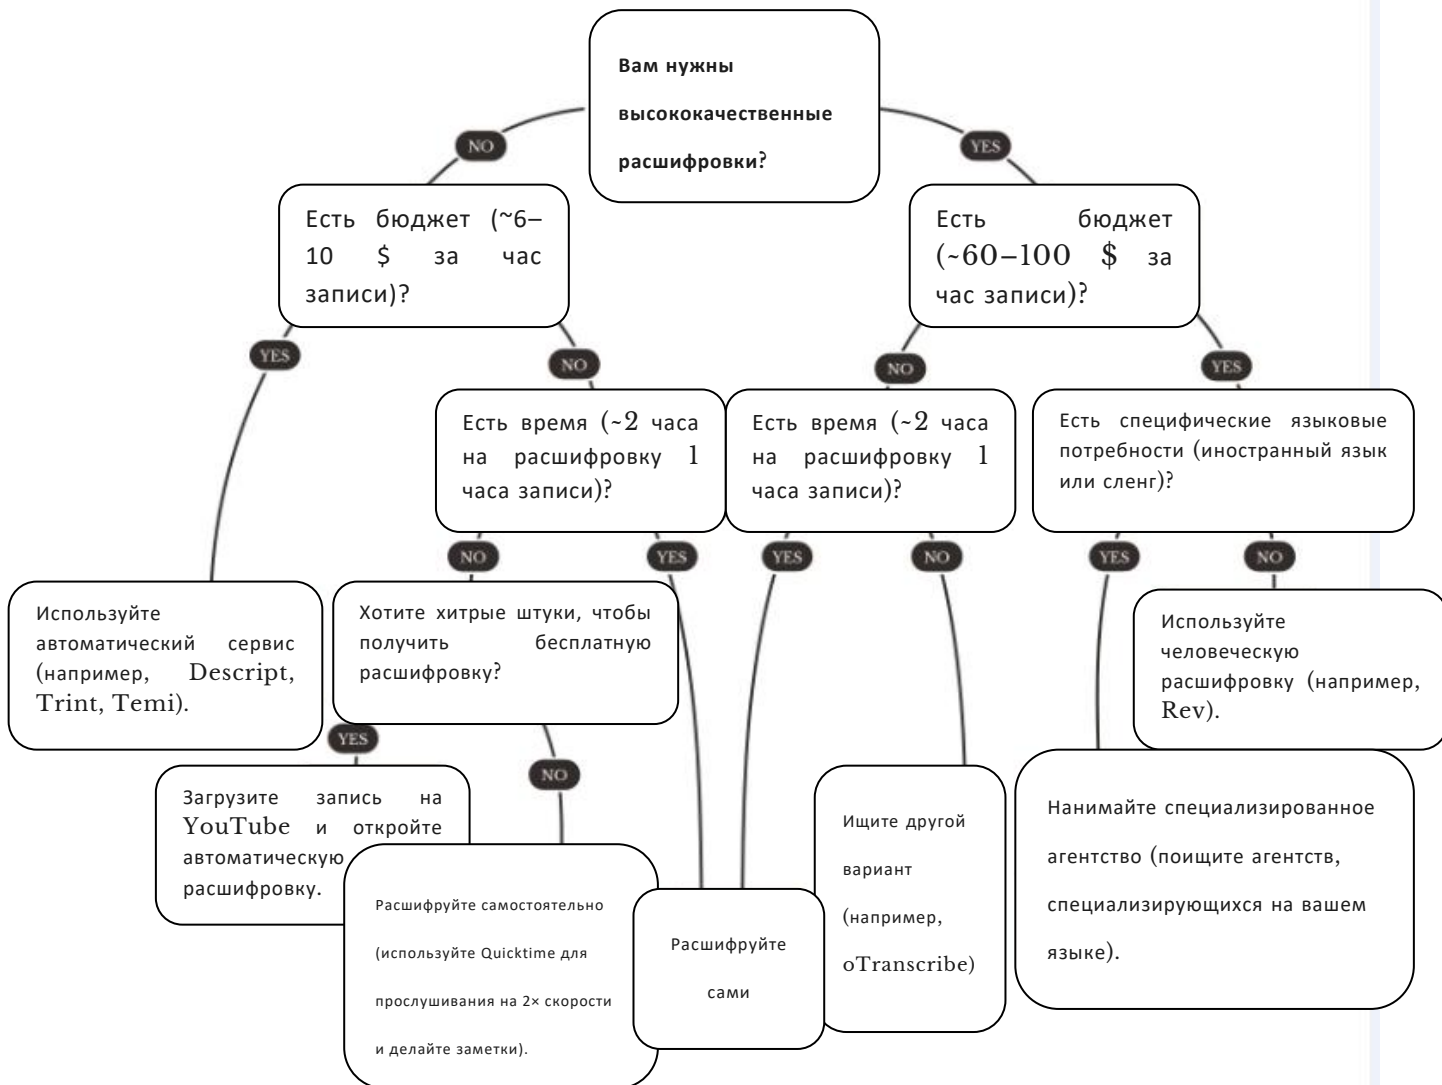 Вам нужны
высококачественные
расшифровки?
NO
YES
Есть бюджет (~6–
10 $ за час
записи)?
Есть бюджет
(~60–100 $ за
час записи)?
YES
NO
NO
YES
Есть время (~2 часа
на расшифровку 1
часа записи)?
Есть время (~2 часа
на расшифровку 1
часа записи)?
Есть специфические языковые
потребности (иностранный язык
или сленг)?
NO
YES
YES
NO
YES
NO
Используйте
автоматический сервис
(например, Descript,
Trint, Temi).
Хотите хитрые штуки, чтобы
получить бесплатную
расшифровку?
Используйте
человеческую
расшифровку (например,
Rev).
YES
NO
Загрузите запись на
YouTube и откройте
автоматическую
расшифровку.
Расшифруйте самостоятельно
(используйте Quicktime для
прослушивания на 2× скорости
и делайте заметки).
Расшифруйте
сами
Ищите другой
вариант
(например,
oTranscribe)
Нанимайте специализированное
агентство (поищите агентств,
специализирующихся на вашем
языке).